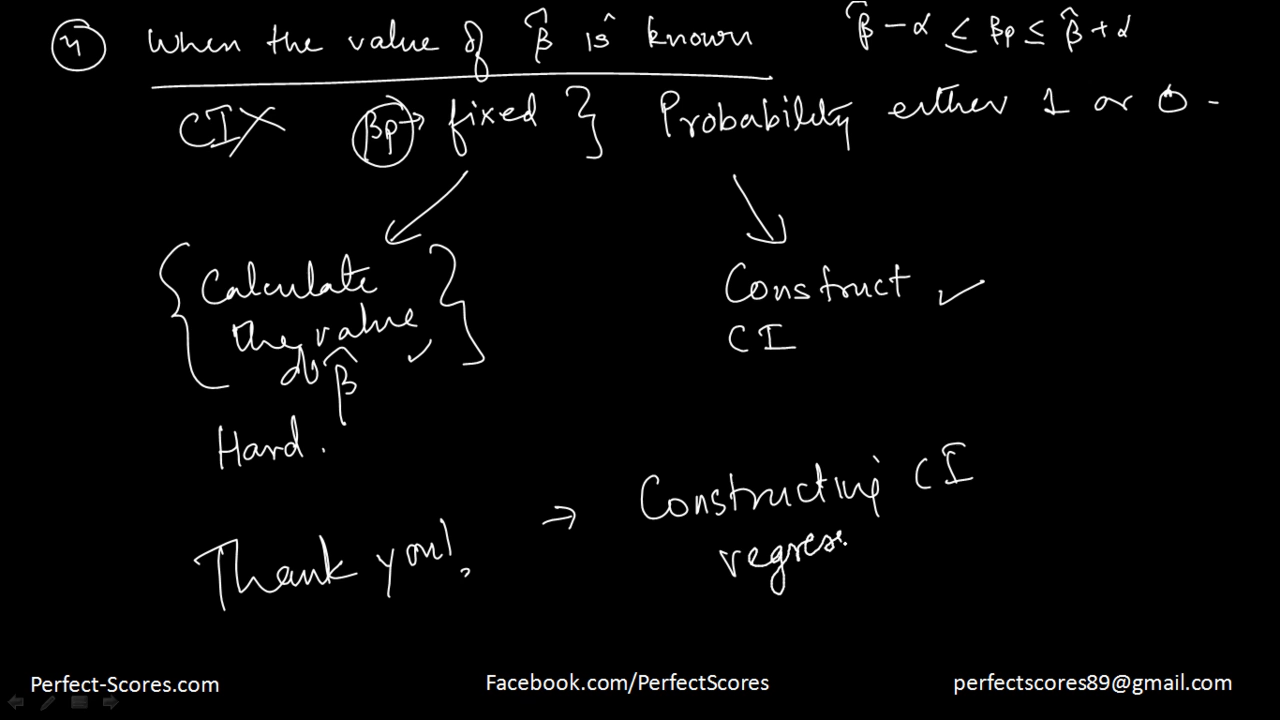 4 When the value of β̂ is known β̂ - α ≤ βp ≤ β̂ + α
CI X βp → fixed } Probability either 1 or 0 -
{ Calculate } Construct ✓
the value ✓ CI
of β̂
Hard.
→ Constructing CI
Thank you! regress
Perfect-Scores.com Facebook.com/PerfectScores perfectscores89@gmail.com